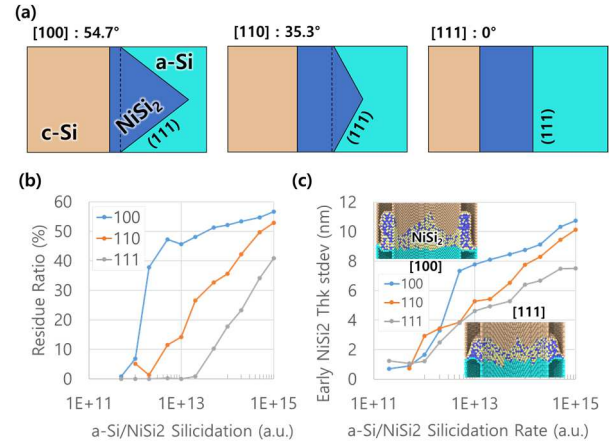 (a)
[100] : 54.7°
[110] : 35.3°
[111] : 0°
a-Si
NiSi2
c-Si
(111)
(111)
(111)
(b)
Residue Ratio (%)
60
50
40
30
20
10
0
100
110
111
1E+11
1E+13
1E+15
a-Si/NiSi2 Silicidation (a.u.)
(c)
Early NiSi2 Thk stdev (nm)
12
10
8
6
4
2
0
NiSi2
[100]
100
110
111
[111]
1E+11
1E+13
1E+15
a-Si/NiSi2 Silicidation Rate (a.u.)